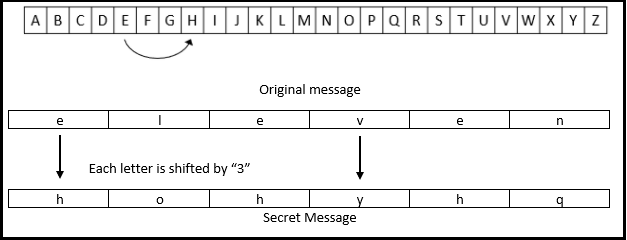 A B C D E F G H I J K L M N O P Q R S T U V W X Y Z
Original message
e l e v e n
Each letter is shifted by “3”
h o h y h q
Secret Message